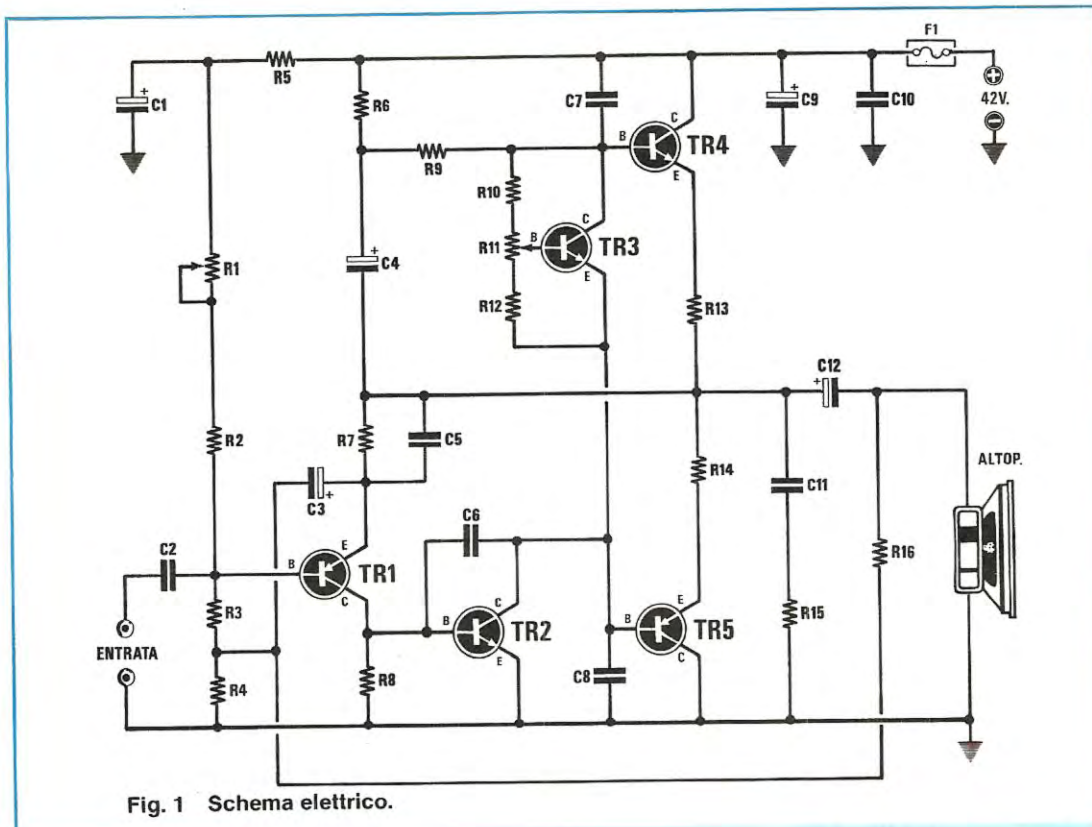 F1
R5
+
C1
R6
C7
C
B
TR4
E
+
C9
C10
+
42V.
−
R9
R10
R11
B
C
TR3
E
R1
+
C4
R12
R13
C12
+
R2
R7
C5
R14
C11
ALTOP.
C3
+
C6
R16
C2
B
E
TR1
C
B
C
TR2
E
E
B
TR5
C
R15
R3
ENTRATA
R4
R8
C8
Fig. 1 Schema elettrico.